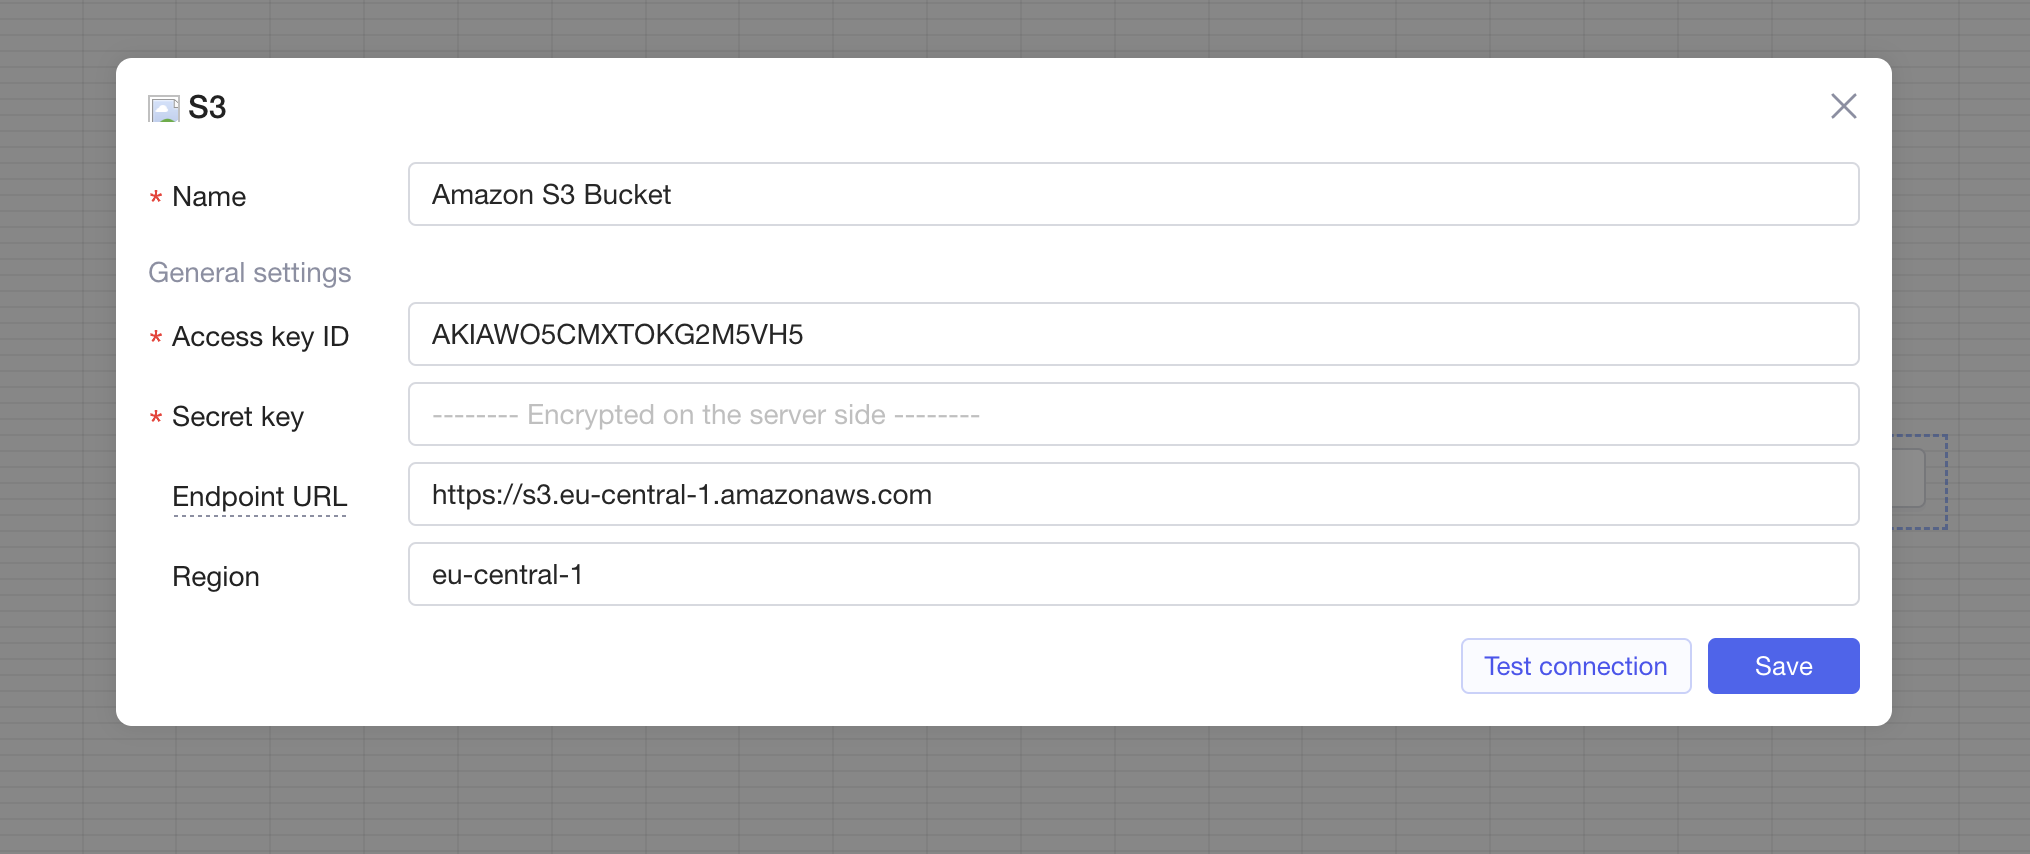 S3
* Name
Amazon S3 Bucket
General settings
* Access key ID
AKIAWO5CMXTOKG2M5VH5
* Secret key
-------- Encrypted on the server side --------
Endpoint URL
https://s3.eu-central-1.amazonaws.com
Region
eu-central-1
Test connection
Save